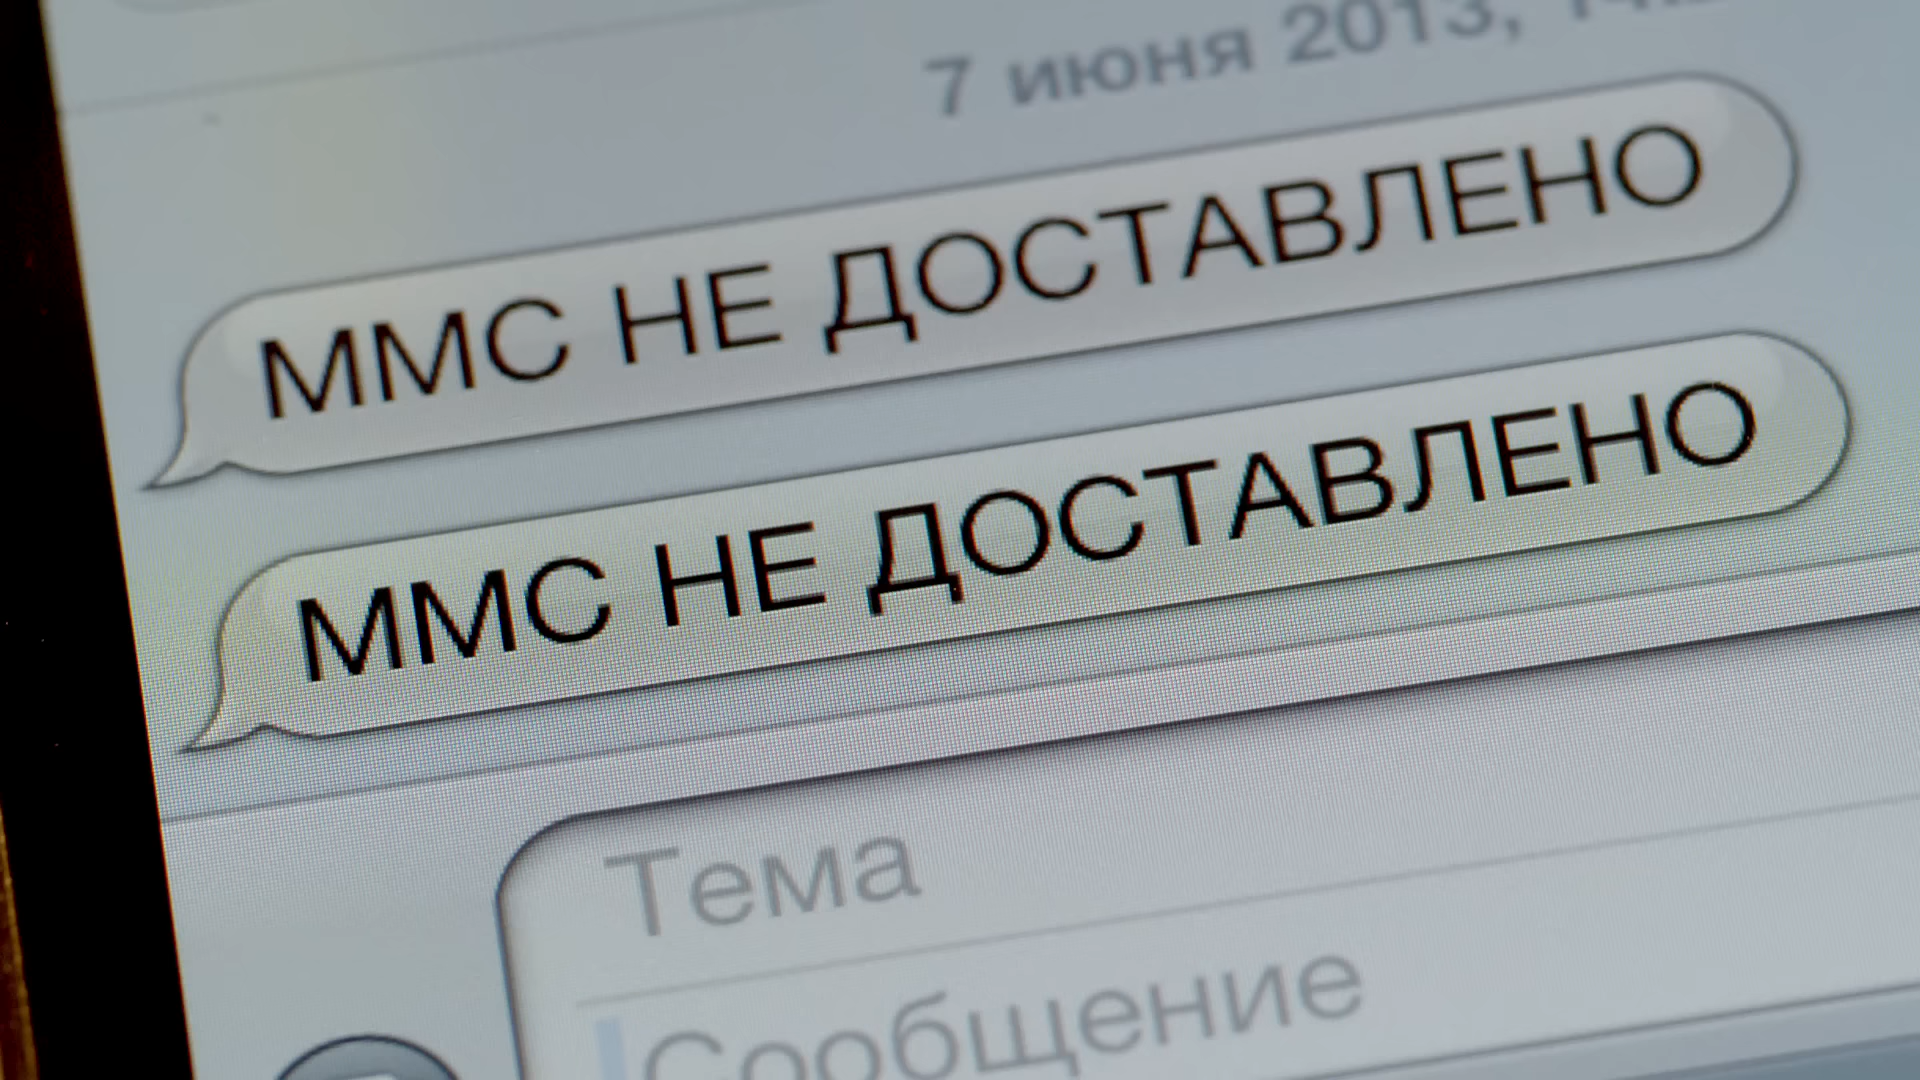 7 июня 2013,
ММС НЕ ДОСТАВЛЕНО
ММС НЕ ДОСТАВЛЕНО
Тема
Сообщение